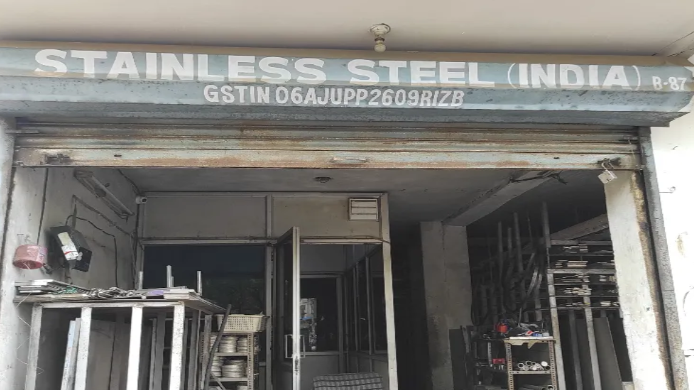 STAINLESS STEEL (INDIA) B-87
GSTIN 06AJUPP2609R1ZB